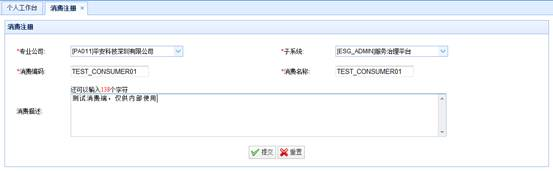 个人工作台 消费注册 ×
消费注册
*专业公司: [PA011]平安科技深圳有限公司 *子系统: [ESG_ADMIN]服务治理平台
*消费编码: TEST_CONSUMER01 *消费名称: TEST_CONSUMER01
还可以输入138个字符
消费描述: 测试消费端，仅供内部使用
提交 重置